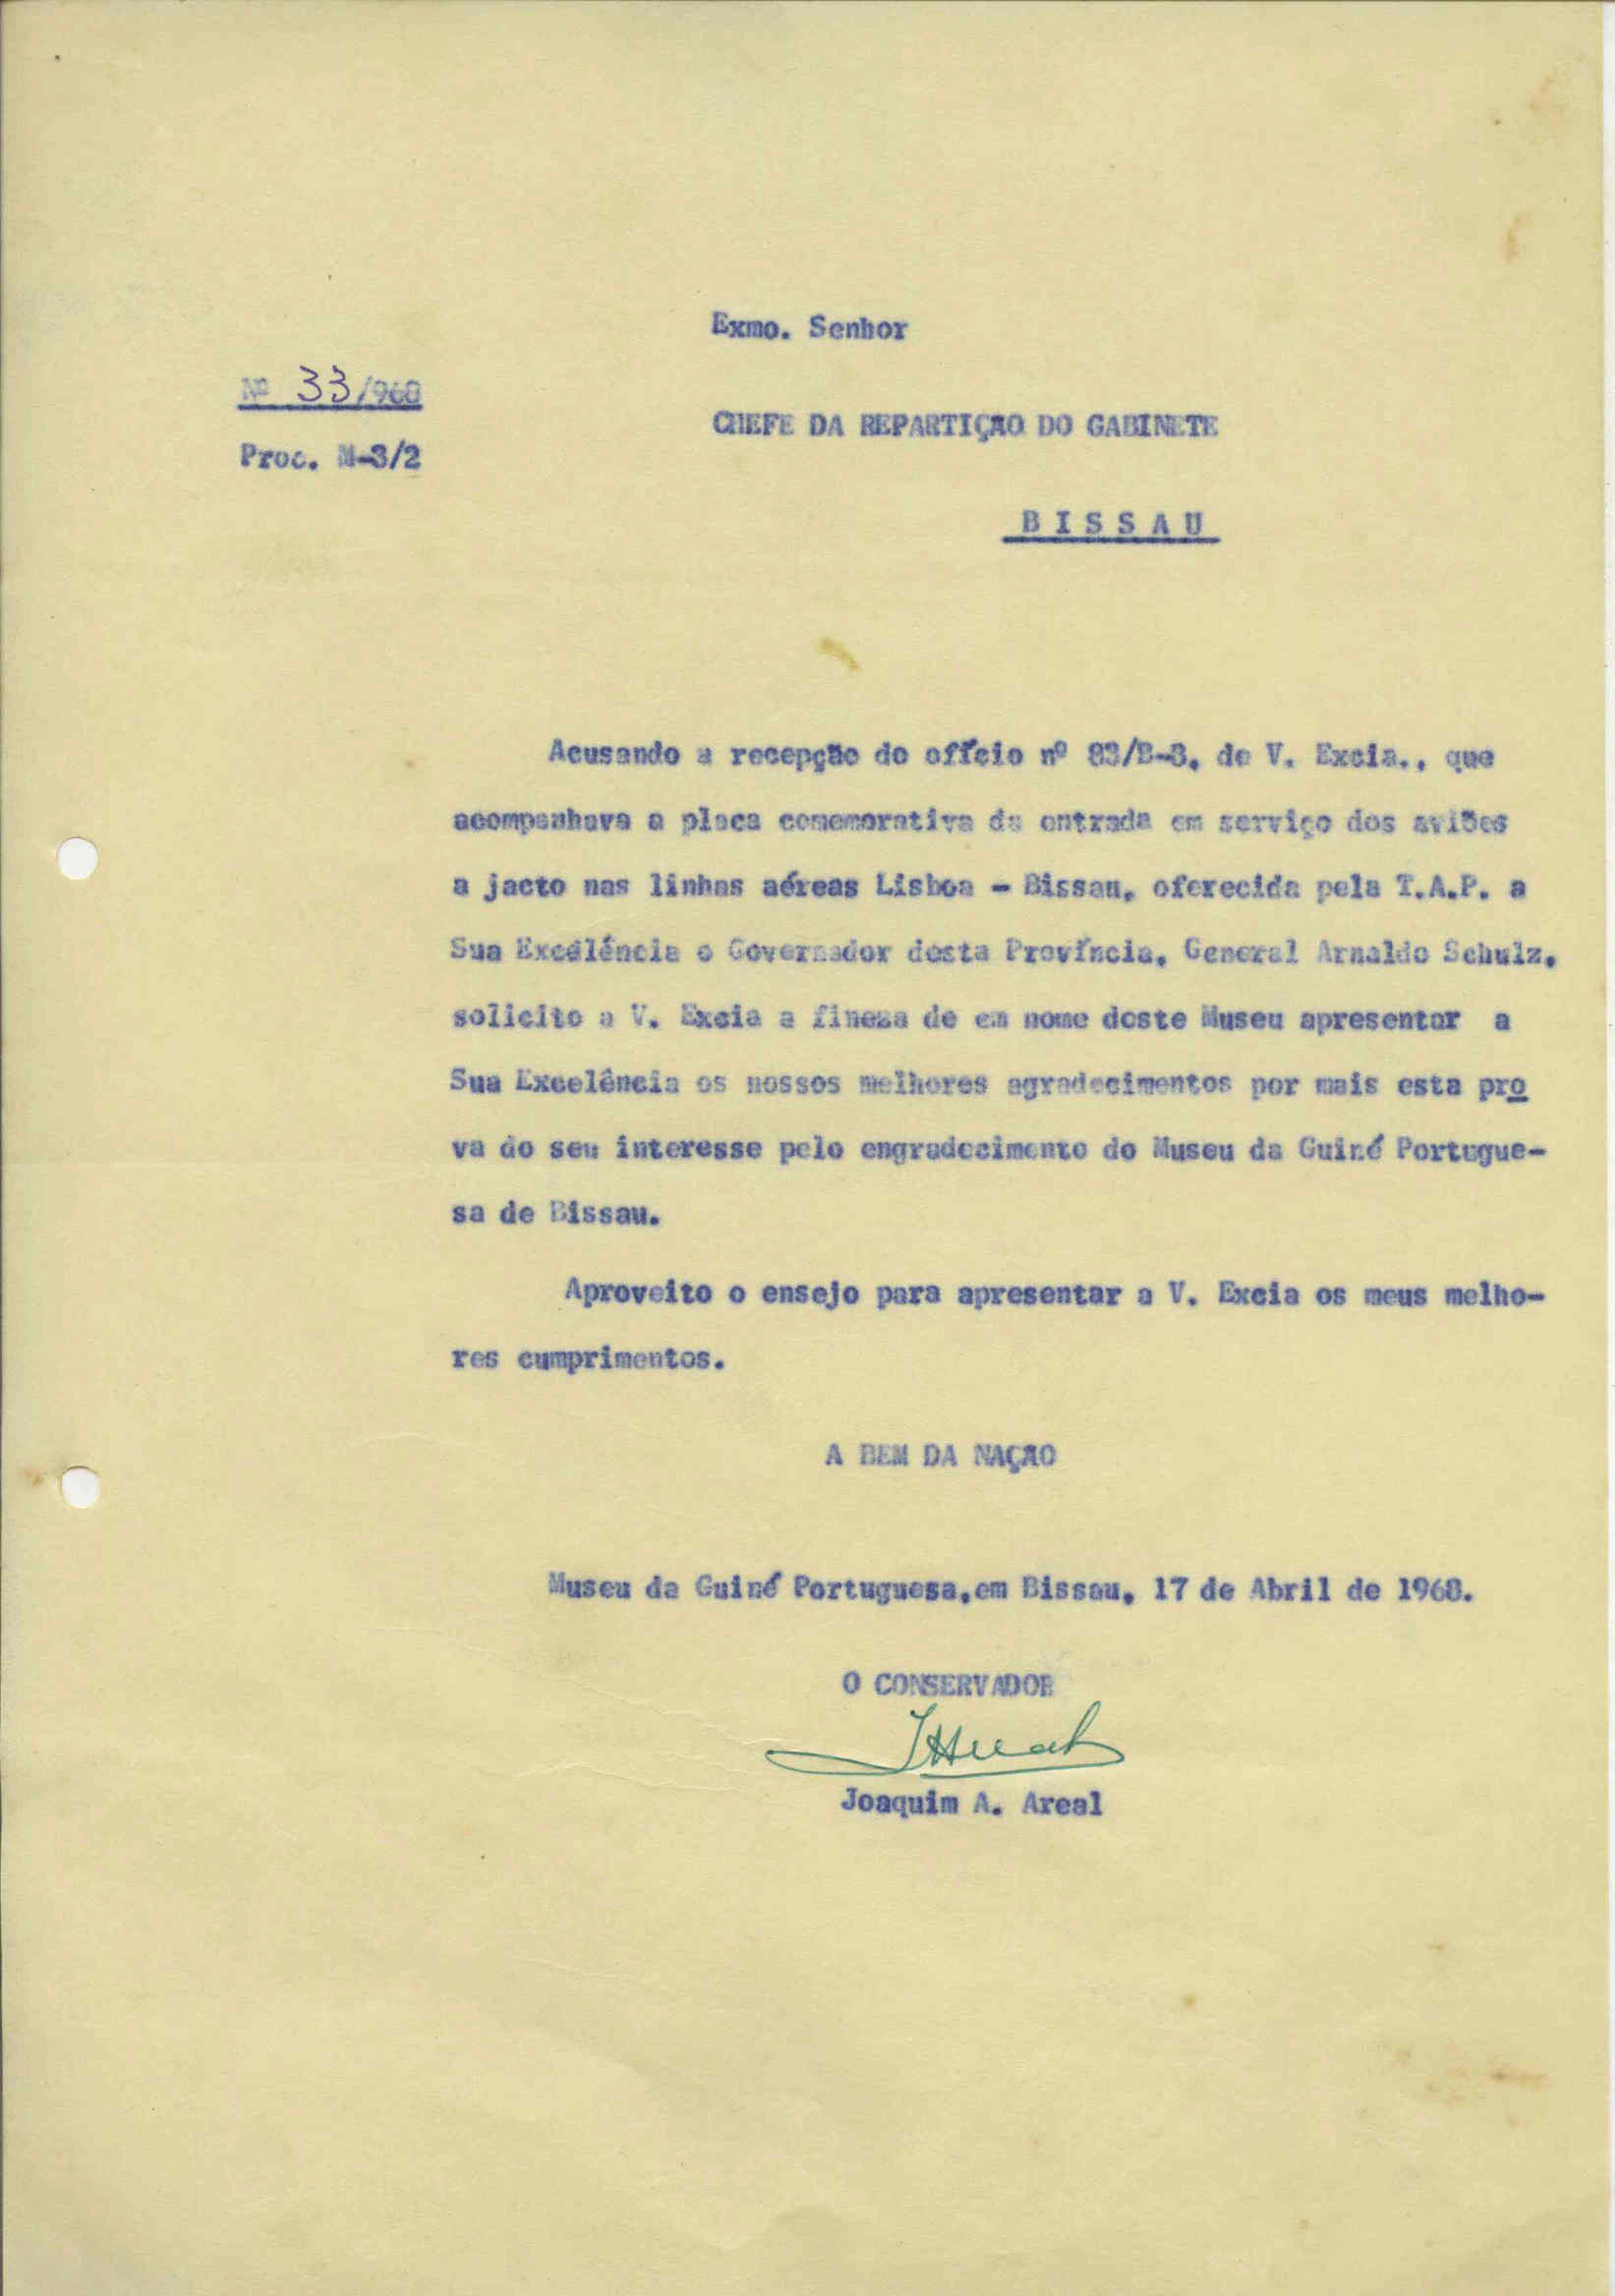 Exmo. Senhor
Nº 33/968
CHEFE DA REPARTIÇÃO DO GABINETE
Proc. M-3/2
BISSAU
Acusando a recepção do ofício nº 83/B-3, de V. Excia., que
acompanhava a placa comemorativa da entrada em serviço dos aviões
a jacto nas linhas aéreas Lisboa - Bissau, oferecida pela T.A.P. a
Sua Excelência o Governador desta Província, General Arnaldo Schulz,
solicito a V. Excia a fineza de em nome deste Museu apresentar a
Sua Excelência os nossos melhores agradecimentos por mais esta pro
va do seu interesse pelo engradecimento do Museu da Guiné Portugue-
sa de Bissau.
Aproveito o ensejo para apresentar a V. Excia os meus melho-
res cumprimentos.
A BEM DA NAÇÃO
Museu da Guiné Portuguesa, em Bissau, 17 de Abril de 1968.
O CONSERVADOR
Joaquim A. Areal